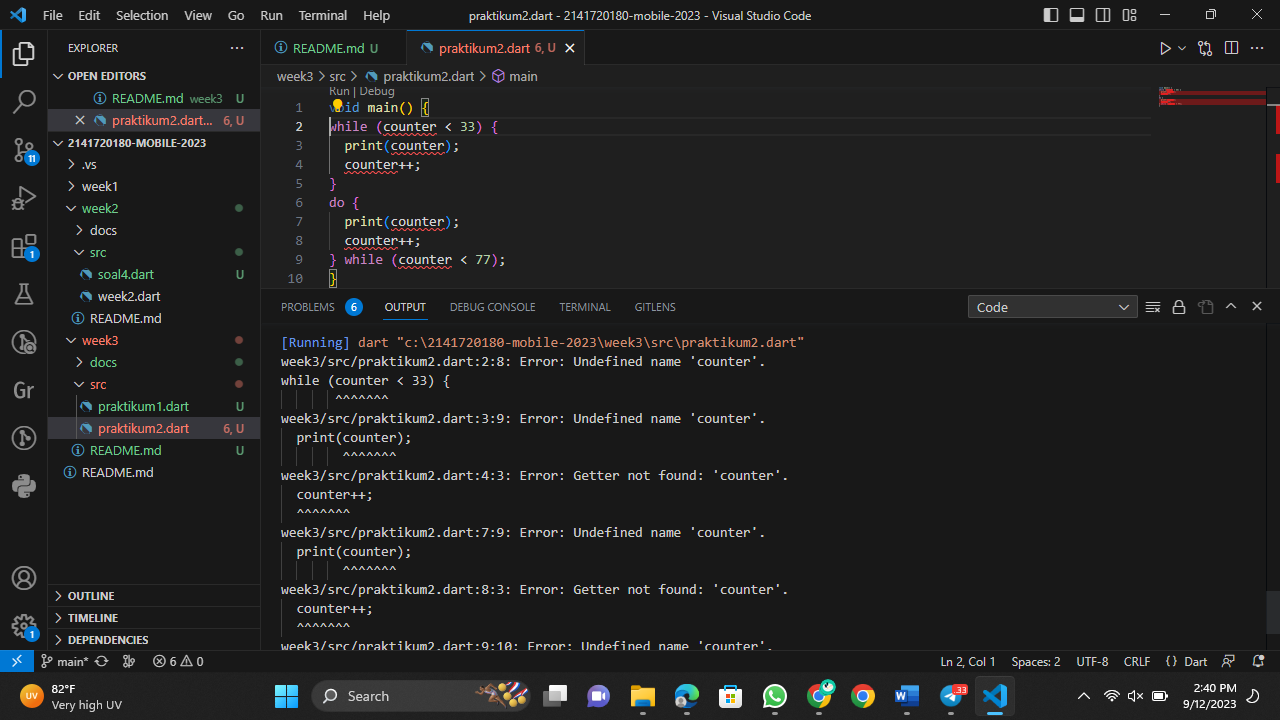 File Edit Selection View Go Run Terminal Help
praktikum2.dart - 2141720180-mobile-2023 - Visual Studio Code
EXPLORER
OPEN EDITORS
README.md week3 U
praktikum2.dart... 6, U
2141720180-MOBILE-2023
.vs
week1
week2
docs
src
soal4.dart U
week2.dart
README.md
week3
docs
src
praktikum1.dart U
praktikum2.dart 6, U
README.md U
README.md
OUTLINE
TIMELINE
DEPENDENCIES
11
1
Gr
1
README.md U
praktikum2.dart 6, U
week3 > src > praktikum2.dart > main
Run | Debug
1 void main() {
2 while (counter < 33) {
3 print(counter);
4 counter++;
5 }
6 do {
7 print(counter);
8 counter++;
9 } while (counter < 77);
10 }
PROBLEMS 6 OUTPUT DEBUG CONSOLE TERMINAL GITLENS
Code
[Running] dart "c:\2141720180-mobile-2023\week3\src\praktikum2.dart"
week3/src/praktikum2.dart:2:8: Error: Undefined name 'counter'.
while (counter < 33) {
^^^^^^^
week3/src/praktikum2.dart:3:9: Error: Undefined name 'counter'.
print(counter);
^^^^^^^
week3/src/praktikum2.dart:4:3: Error: Getter not found: 'counter'.
counter++;
^^^^^^^
week3/src/praktikum2.dart:7:9: Error: Undefined name 'counter'.
print(counter);
^^^^^^^
week3/src/praktikum2.dart:8:3: Error: Getter not found: 'counter'.
counter++;
^^^^^^^
week3/src/praktikum2.dart:9:10: Error: Undefined name 'counter'.
main* 6 0
Ln 2, Col 1 Spaces: 2 UTF-8 CRLF { } Dart
UV
82°F
Very high UV
Search
33
2:40 PM
9/12/2023